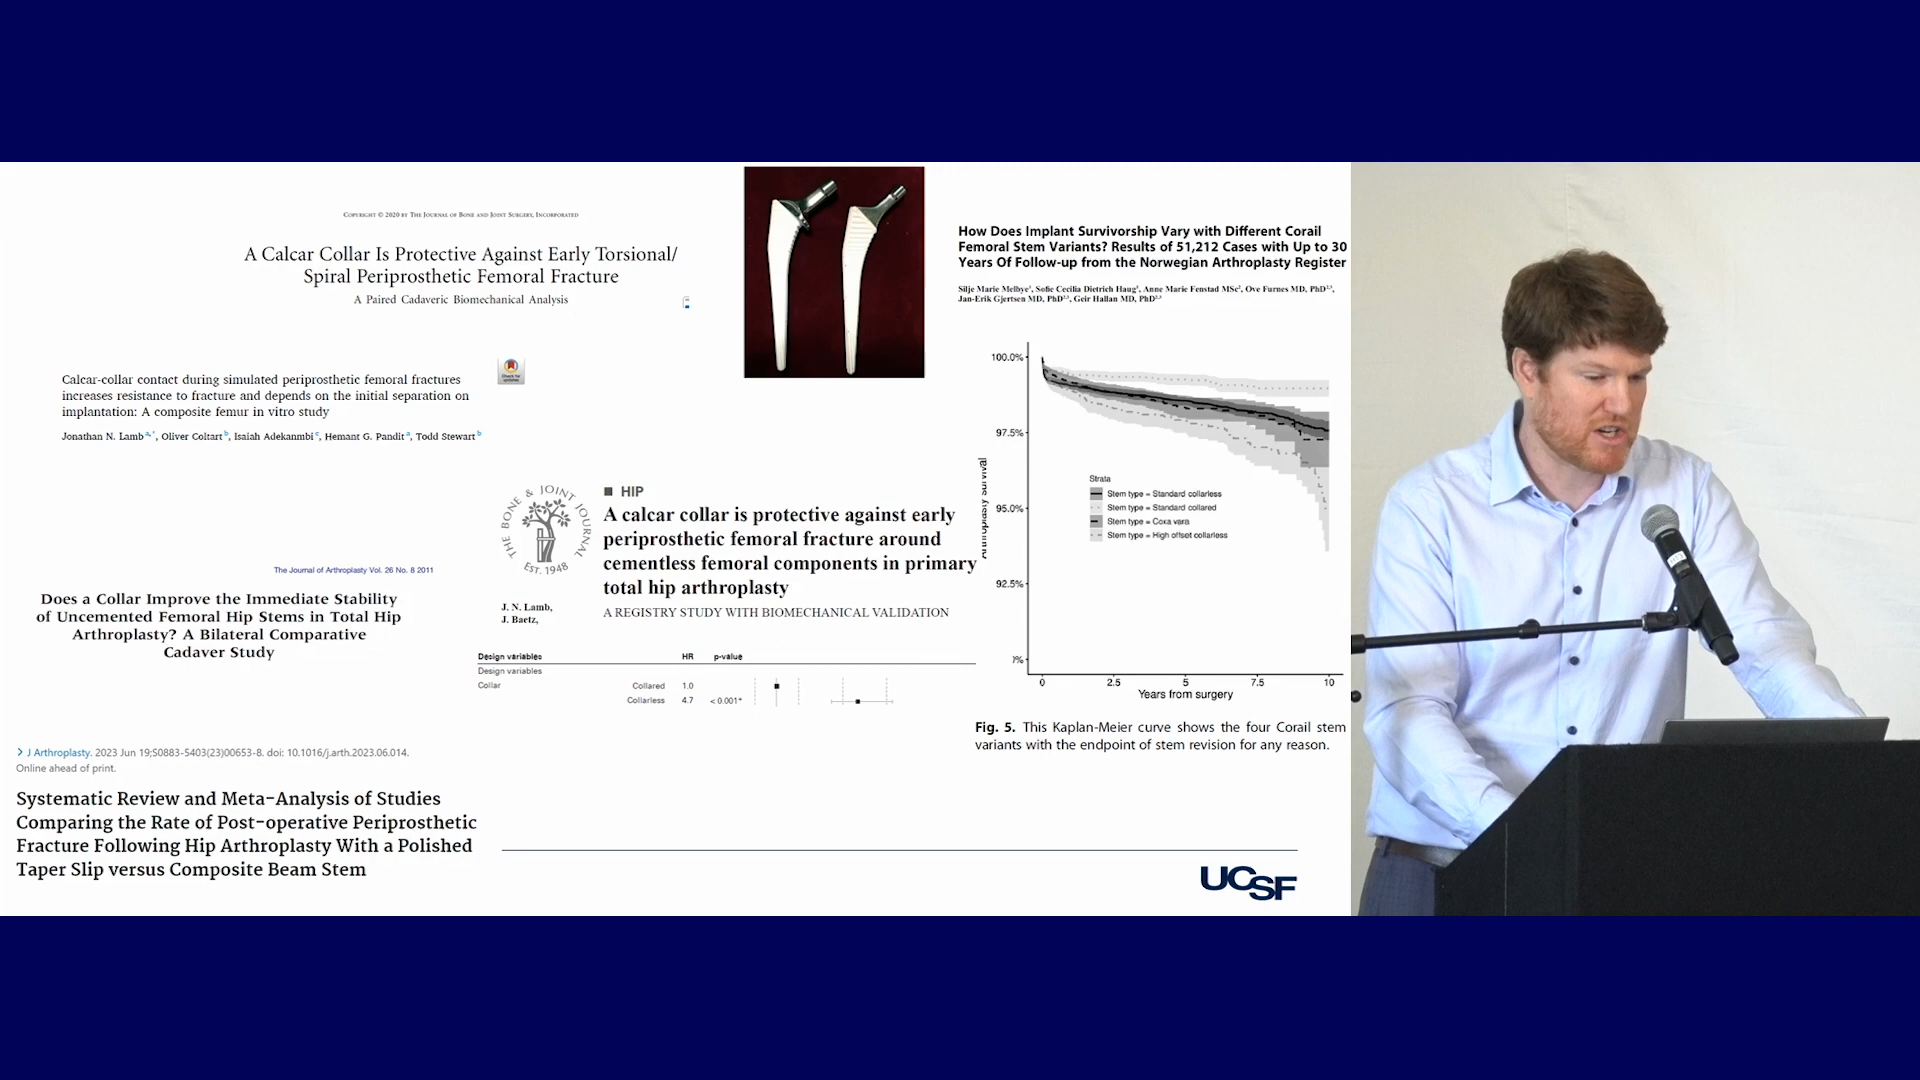 COPYRIGHT © 2020 BY THE JOURNAL OF BONE AND JOINT SURGERY, INCORPORATED
A Calcar Collar Is Protective Against Early Torsional/
Spiral Periprosthetic Femoral Fracture
A Paired Cadaveric Biomechanical Analysis
Calcar-collar contact during simulated periprosthetic femoral fractures
increases resistance to fracture and depends on the initial separation on
implantation: A composite femur in vitro study
Jonathan N. Lamb a,*, Oliver Coltart b, Isaiah Adekanmbi c, Hemant G. Pandit a, Todd Stewart b
Check for
updates
The Journal of Arthroplasty Vol. 26 No. 8 2011
Does a Collar Improve the Immediate Stability
of Uncemented Femoral Hip Stems in Total Hip
Arthroplasty? A Bilateral Comparative
Cadaver Study
THE BONE & JOINT JOURNAL
EST. 1948
HIP
A calcar collar is protective against early
periprosthetic femoral fracture around
cementless femoral components in primary
total hip arthroplasty
A REGISTRY STUDY WITH BIOMECHANICAL VALIDATION
J. N. Lamb,
J. Baetz,
Design variables HR p-value
Design variables
Collar Collared 1.0
Collarless 4.7 < 0.001*
> J Arthroplasty. 2023 Jun 19;S0883-5403(23)00653-8. doi: 10.1016/j.arth.2023.06.014.
Online ahead of print.
Systematic Review and Meta-Analysis of Studies
Comparing the Rate of Post-operative Periprosthetic
Fracture Following Hip Arthroplasty With a Polished
Taper Slip versus Composite Beam Stem
How Does Implant Survivorship Vary with Different Corail
Femoral Stem Variants? Results of 51,212 Cases with Up to 30
Years Of Follow-up from the Norwegian Arthroplasty Register
Silje Marie Melbye1, Sofie Cecilia Dietrich Haug1, Anne Marie Fenstad MSc2, Ove Furnes MD, PhD2,3,
Jan-Erik Gjertsen MD, PhD2,3, Geir Hallan MD, PhD2,3
100.0%
97.5%
95.0%
92.5%
)%
Strata
Stem type = Standard collarless
Stem type = Standard collared
Stem type = Coxa vara
Stem type = High offset collarless
0 2.5 5 7.5 10
Years from surgery
Fig. 5. This Kaplan-Meier curve shows the four Corail stem
variants with the endpoint of stem revision for any reason.
UCSF